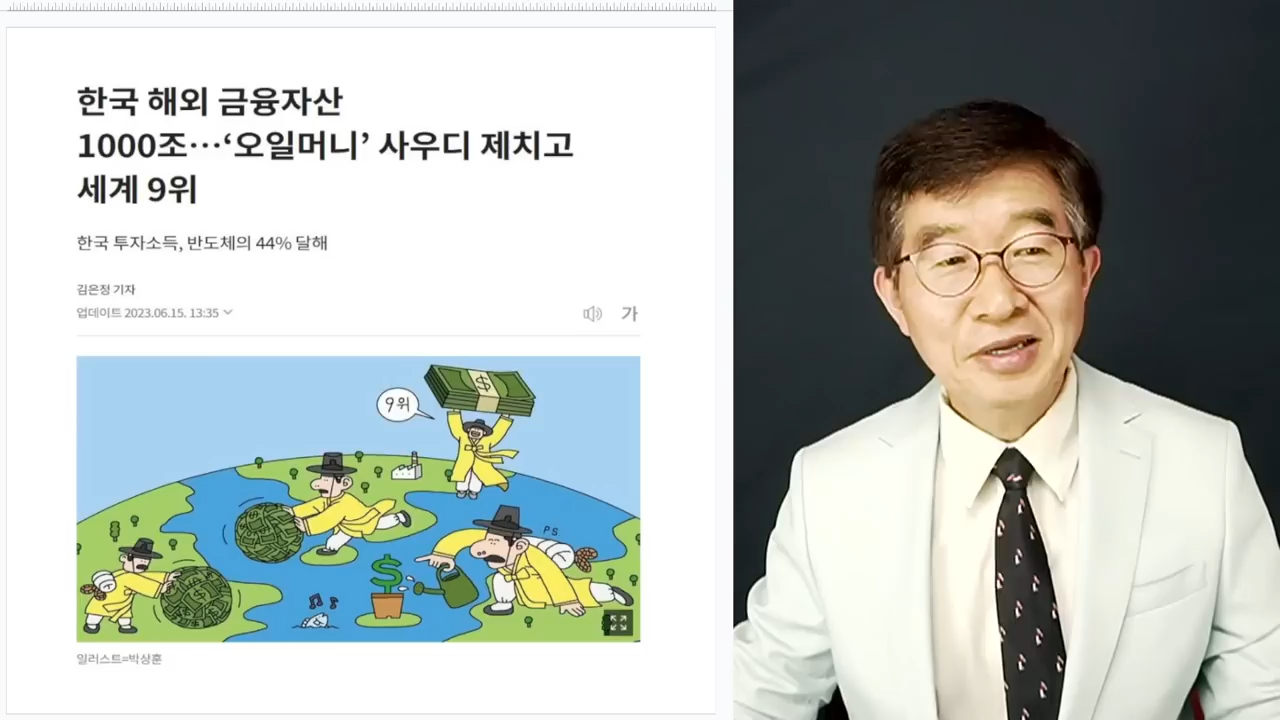 한국 해외 금융자산
1000조…‘오일머니’ 사우디 제치고
세계 9위
한국 투자소득, 반도체의 44% 달해
김은정 기자
업데이트 2023.06.15. 13:35
가
9위
$
PS
$
일러스트=박상훈